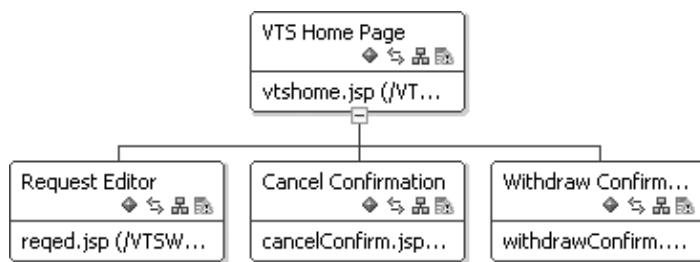 VTS Home Page
vtshome.jsp (/VT...
Request Editor
reqed.jsp (/VTSW...
Cancel Confirmation
cancelConfirm.jsp...
Withdraw Confirm...
withdrawConfirm....